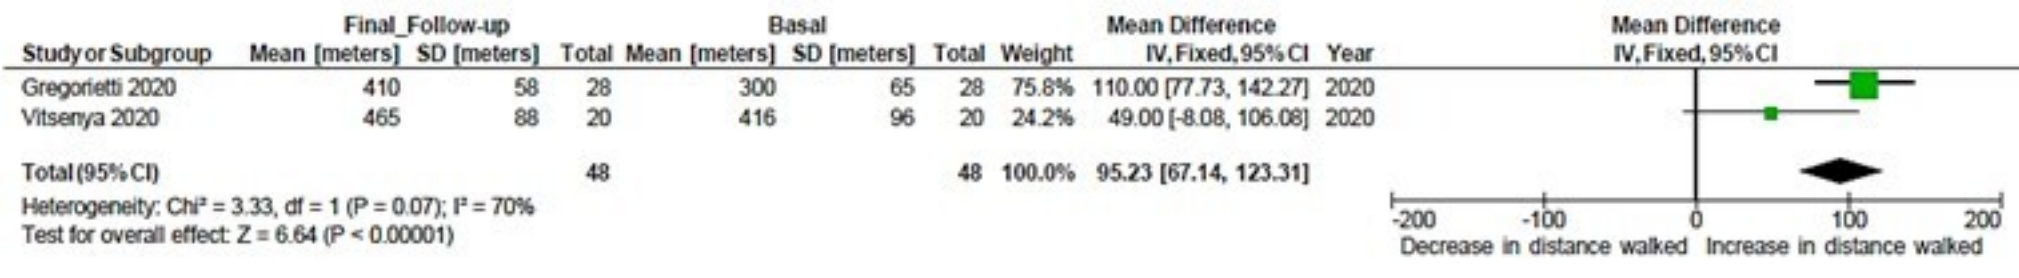 Final_Follow-up Basal Mean Difference Mean Difference
Study or Subgroup Mean [meters] SD [meters] Total Mean [meters] SD [meters] Total Weight IV, Fixed, 95% CI Year IV, Fixed, 95% CI
Gregorietti 2020 410 58 28 300 65 28 75.8% 110.00 [77.73, 142.27] 2020
Vitsenya 2020 465 88 20 416 96 20 24.2% 49.00 [-8.08, 106.08] 2020
Total (95% CI) 48 48 100.0% 95.23 [67.14, 123.31]
Heterogeneity: Chi² = 3.33, df = 1 (P = 0.07); I² = 70%
Test for overall effect: Z = 6.64 (P < 0.00001)
-200 -100 0 100 200
Decrease in distance walked Increase in distance walked